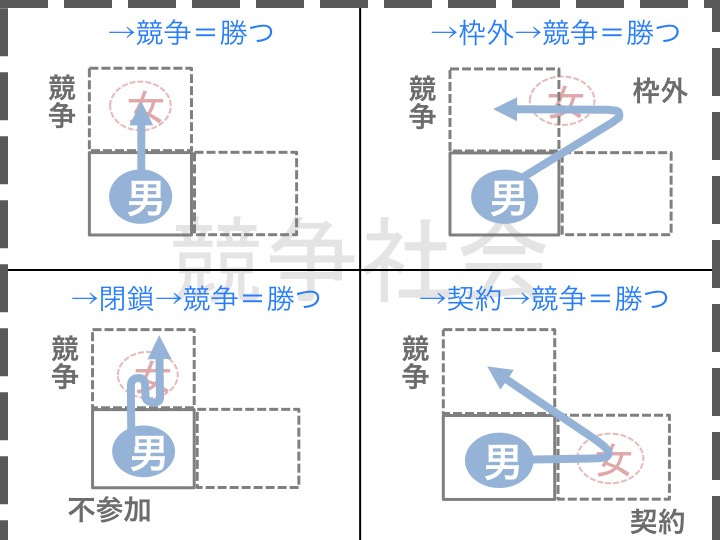 →競争＝勝つ
競争
女
男
→枠外→競争＝勝つ
競争
女
枠外
男
競争社会
→閉鎖→競争＝勝つ
競争
女
男
不参加
→契約→競争＝勝つ
競争
男
女
契約